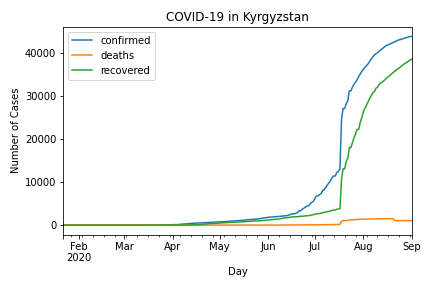 COVID-19 in Kyrgyzstan
confirmed
deaths
recovered
Number of Cases
40000
30000
20000
10000
0
Feb Mar Apr May Jun Jul Aug Sep
2020
Day